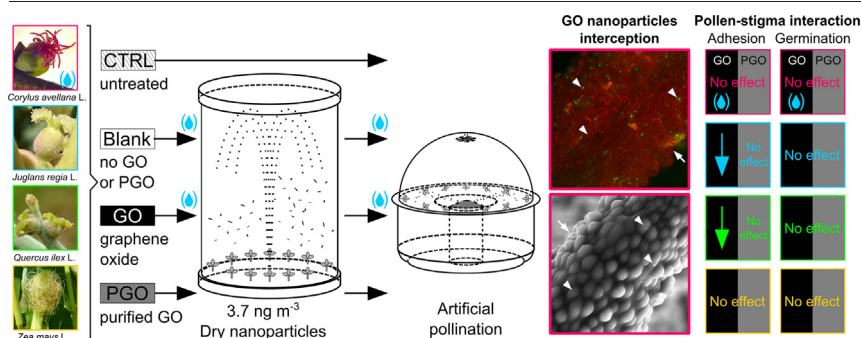 Corylus avellana L.
Juglans regia L.
Quercus ilex L.
Zea mays L.
CTRL
untreated
Blank
no GO
or PGO
GO
graphene
oxide
PGO
purified GO
3.7 ng m-3
Dry nanoparticles
Artificial
pollination
GO nanoparticles
interception
Pollen-stigma interaction
Adhesion Germination
GO PGO GO PGO
No effect No effect
No
effect
No effect
No
effect
No effect
No effect No effect